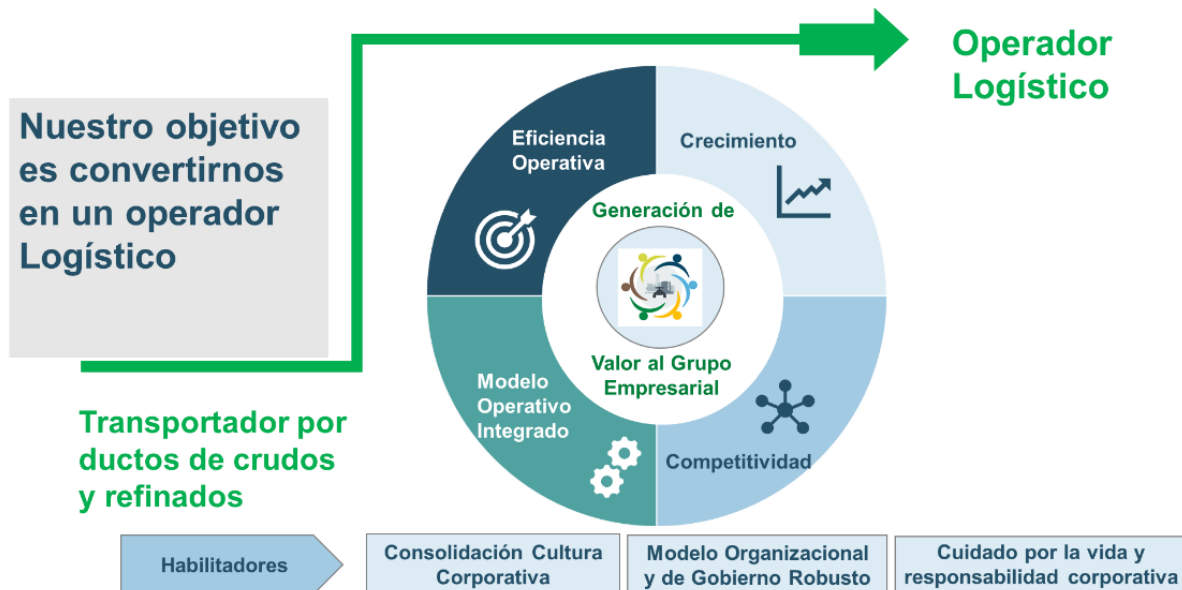 Operador
Logístico
Nuestro objetivo
es convertirnos
en un operador
Logístico
Eficiencia
Operativa
Crecimiento
Generación de
Valor al Grupo
Empresarial
Modelo
Operativo
Integrado
Competitividad
Transportador por
ductos de crudos
y refinados
Habilitadores
Consolidación Cultura
Corporativa
Modelo Organizacional
y de Gobierno Robusto
Cuidado por la vida y
responsabilidad corporativa